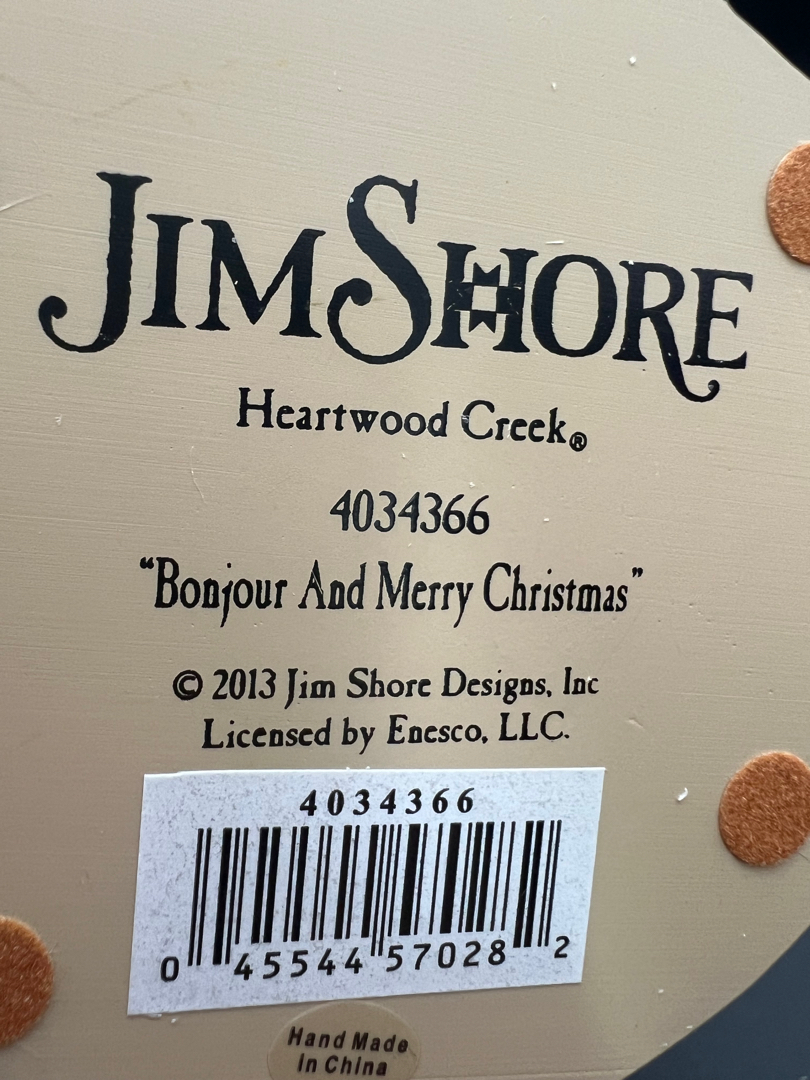 JIM SHORE
Heartwood Creek®
4034366
“Bonjour And Merry Christmas”
© 2013 Jim Shore Designs, Inc
Licensed by Enesco, LLC.
4034366
0 45544 57028 2
Hand Made
in China